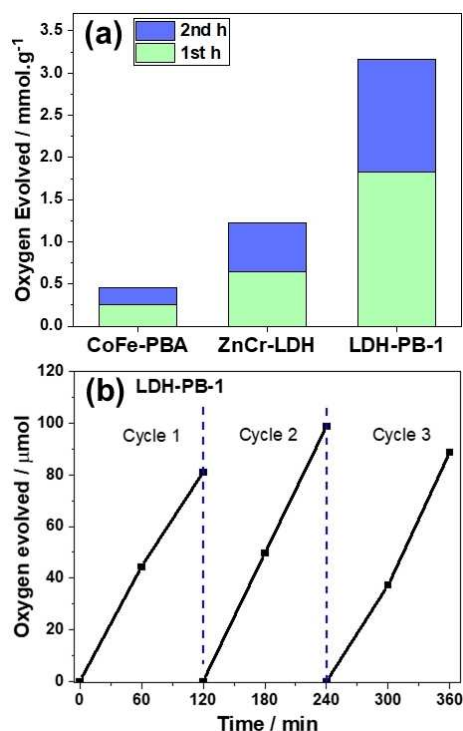 (a)
2nd h
1st h
Oxygen Evolved / mmol.g⁻¹
3.5
3.0
2.5
2.0
1.5
1.0
0.5
0.0
CoFe-PBA ZnCr-LDH LDH-PB-1
(b) LDH-PB-1
Cycle 1 Cycle 2 Cycle 3
Oxygen evolved / μmol
120
100
80
60
40
20
0
0 60 120 180 240 300 360
Time / min